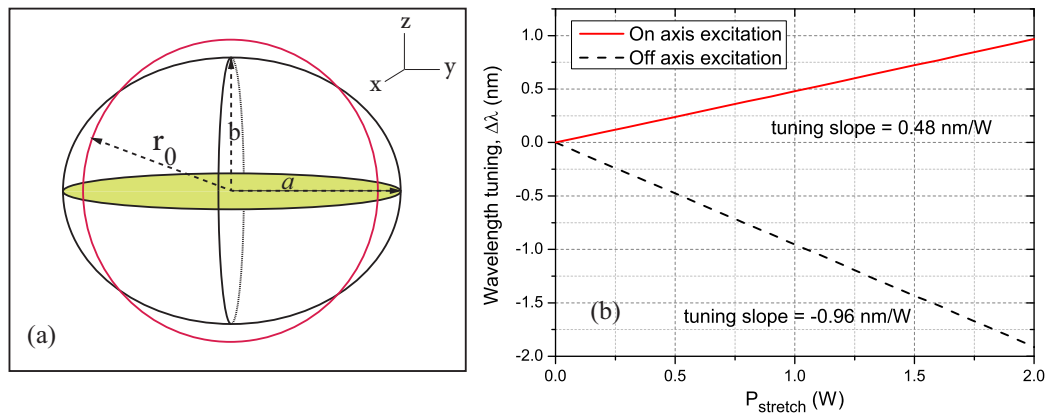 z
y
x
b
r0
a
(a)
On axis excitation
Off axis excitation
tuning slope = 0.48 nm/W
tuning slope = -0.96 nm/W
(b)
Wavelength tuning, Δλ (nm)
1.0
0.5
0.0
-0.5
-1.0
-1.5
-2.0
0.0 0.5 1.0 1.5 2.0
Pstretch (W)